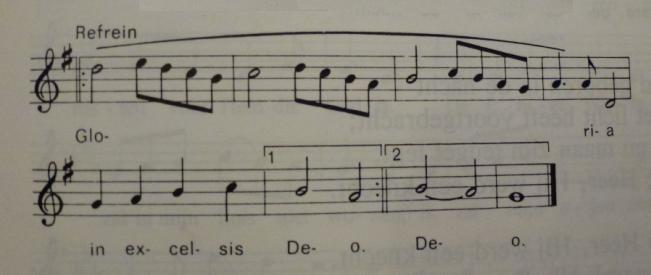 Refrein
Glo- ri- a
1 2
in ex- cel- sis De- o. De- o.